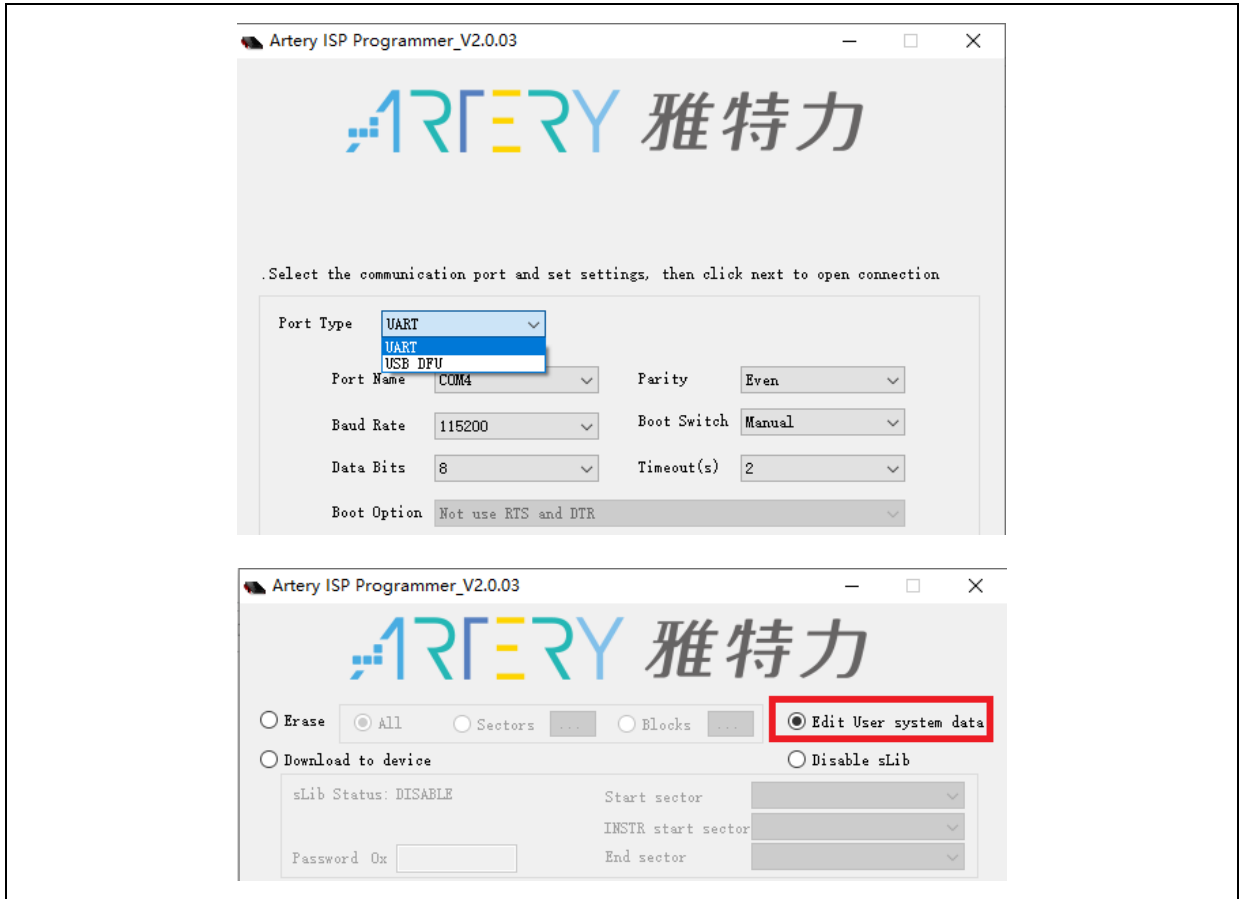 Artery ISP Programmer_V2.0.03
ARTERY 雅特力
.Select the communication port and set settings, then click next to open connection
Port Type UART
UART
USB DFU
Port Name COM4 Parity Even
Baud Rate 115200 Boot Switch Manual
Data Bits 8 Timeout(s) 2
Boot Option Not use RTS and DTR
Artery ISP Programmer_V2.0.03
ARTERY 雅特力
Erase All Sectors ... Blocks ... Edit User system data
Download to device Disable sLib
sLib Status: DISABLE Start sector
INSTR start sector
Password 0x End sector